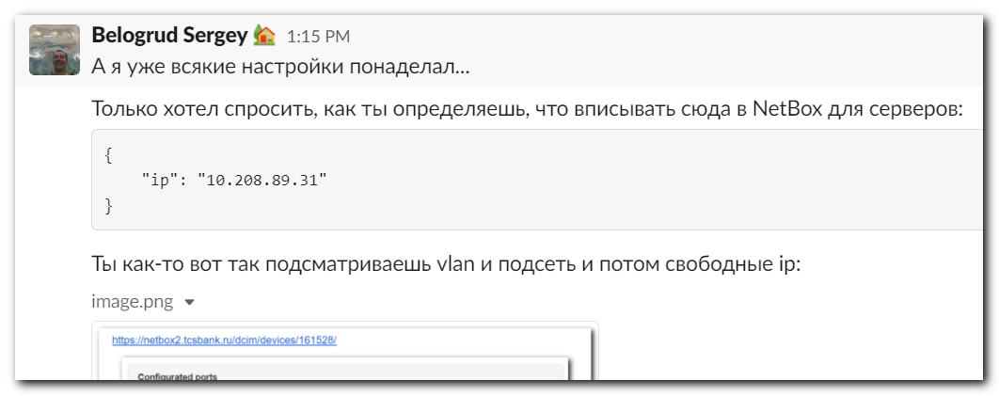 Belogrud Sergey 1:15 PM
А я уже всякие настройки понаделал...
Только хотел спросить, как ты определяешь, что вписывать сюда в NetBox для серверов:
{
"ip": "10.208.89.31"
}
Ты как-то вот так подсматриваешь vlan и подсеть и потом свободные ip:
image.png
https://netbox2.tcsbank.ru/dcim/devices/161528/
Configurated ports